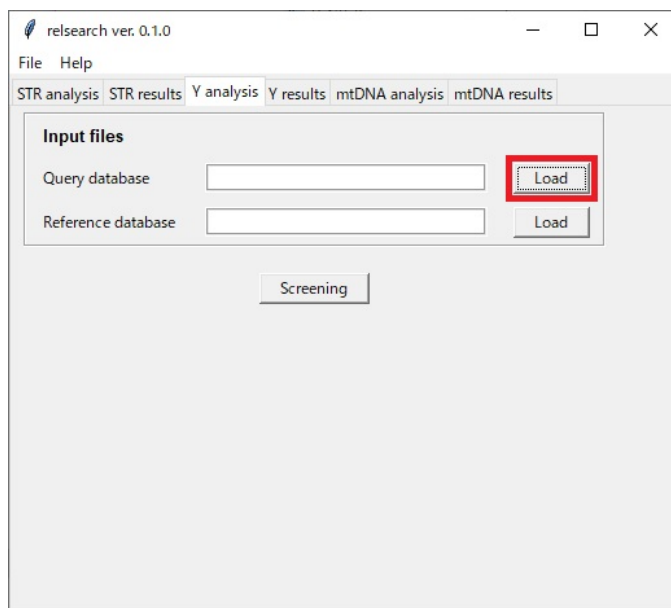 relsearch ver. 0.1.0
File Help
STR analysis STR results Y analysis Y results mtDNA analysis mtDNA results
Input files
Query database Load
Reference database Load
Screening